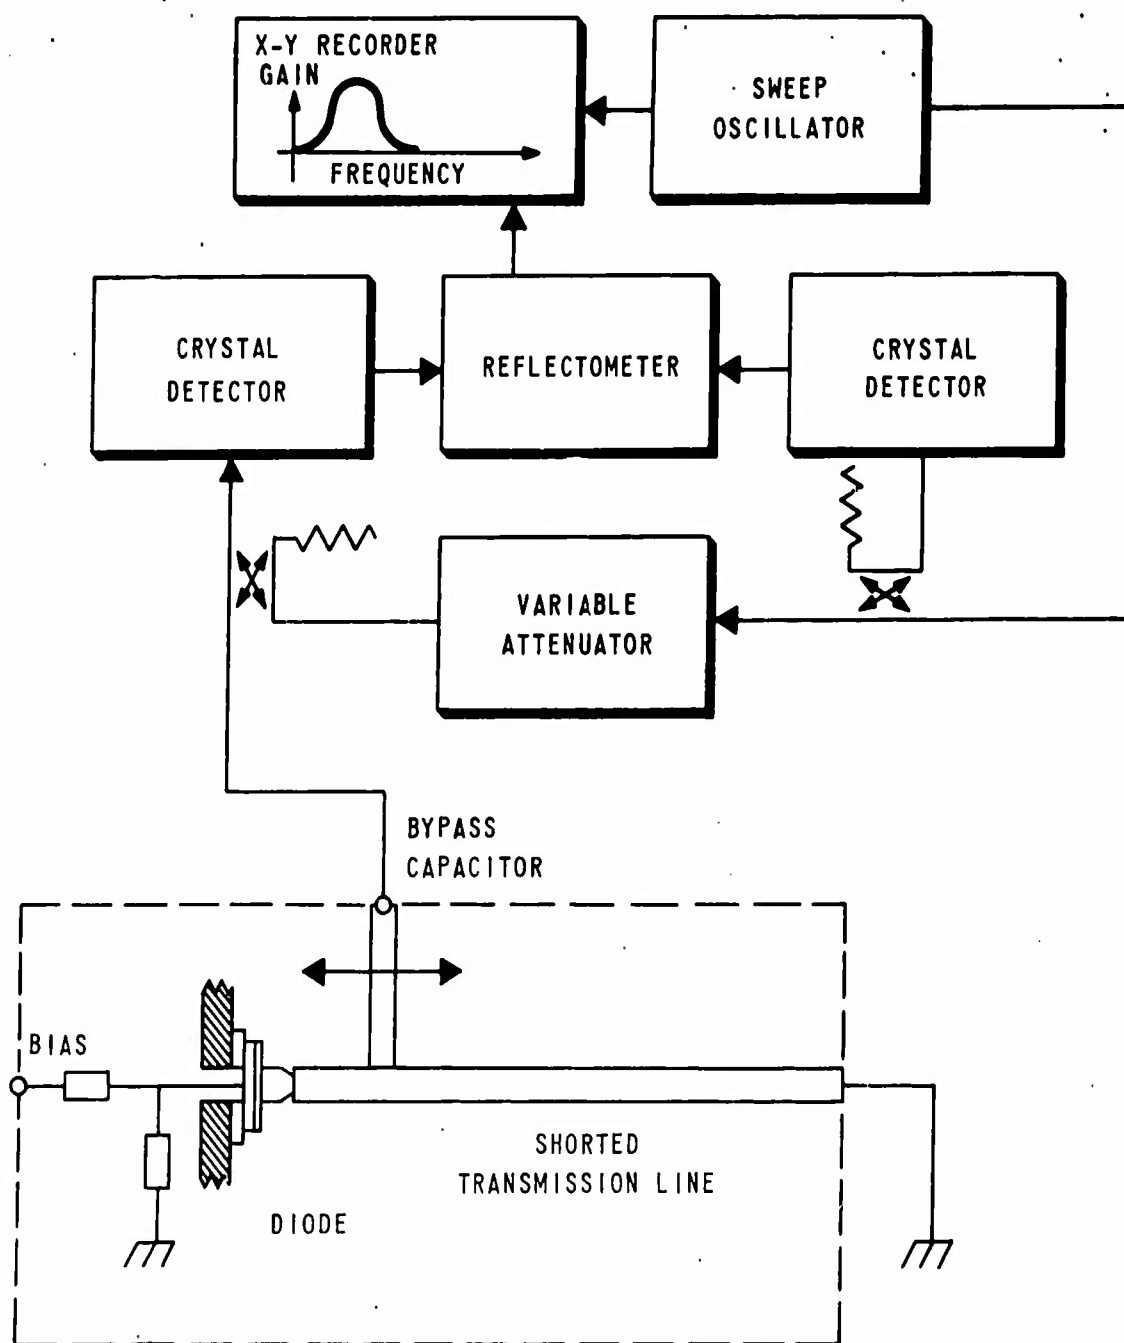 X-Y RECORDER
GAIN
FREQUENCY
SWEEP
OSCILLATOR
CRYSTAL
DETECTOR
REFLECTOMETER
CRYSTAL
DETECTOR
VARIABLE
ATTENUATOR
BYPASS
CAPACITOR
BIAS
SHORTED
TRANSMISSION LINE
DIODE